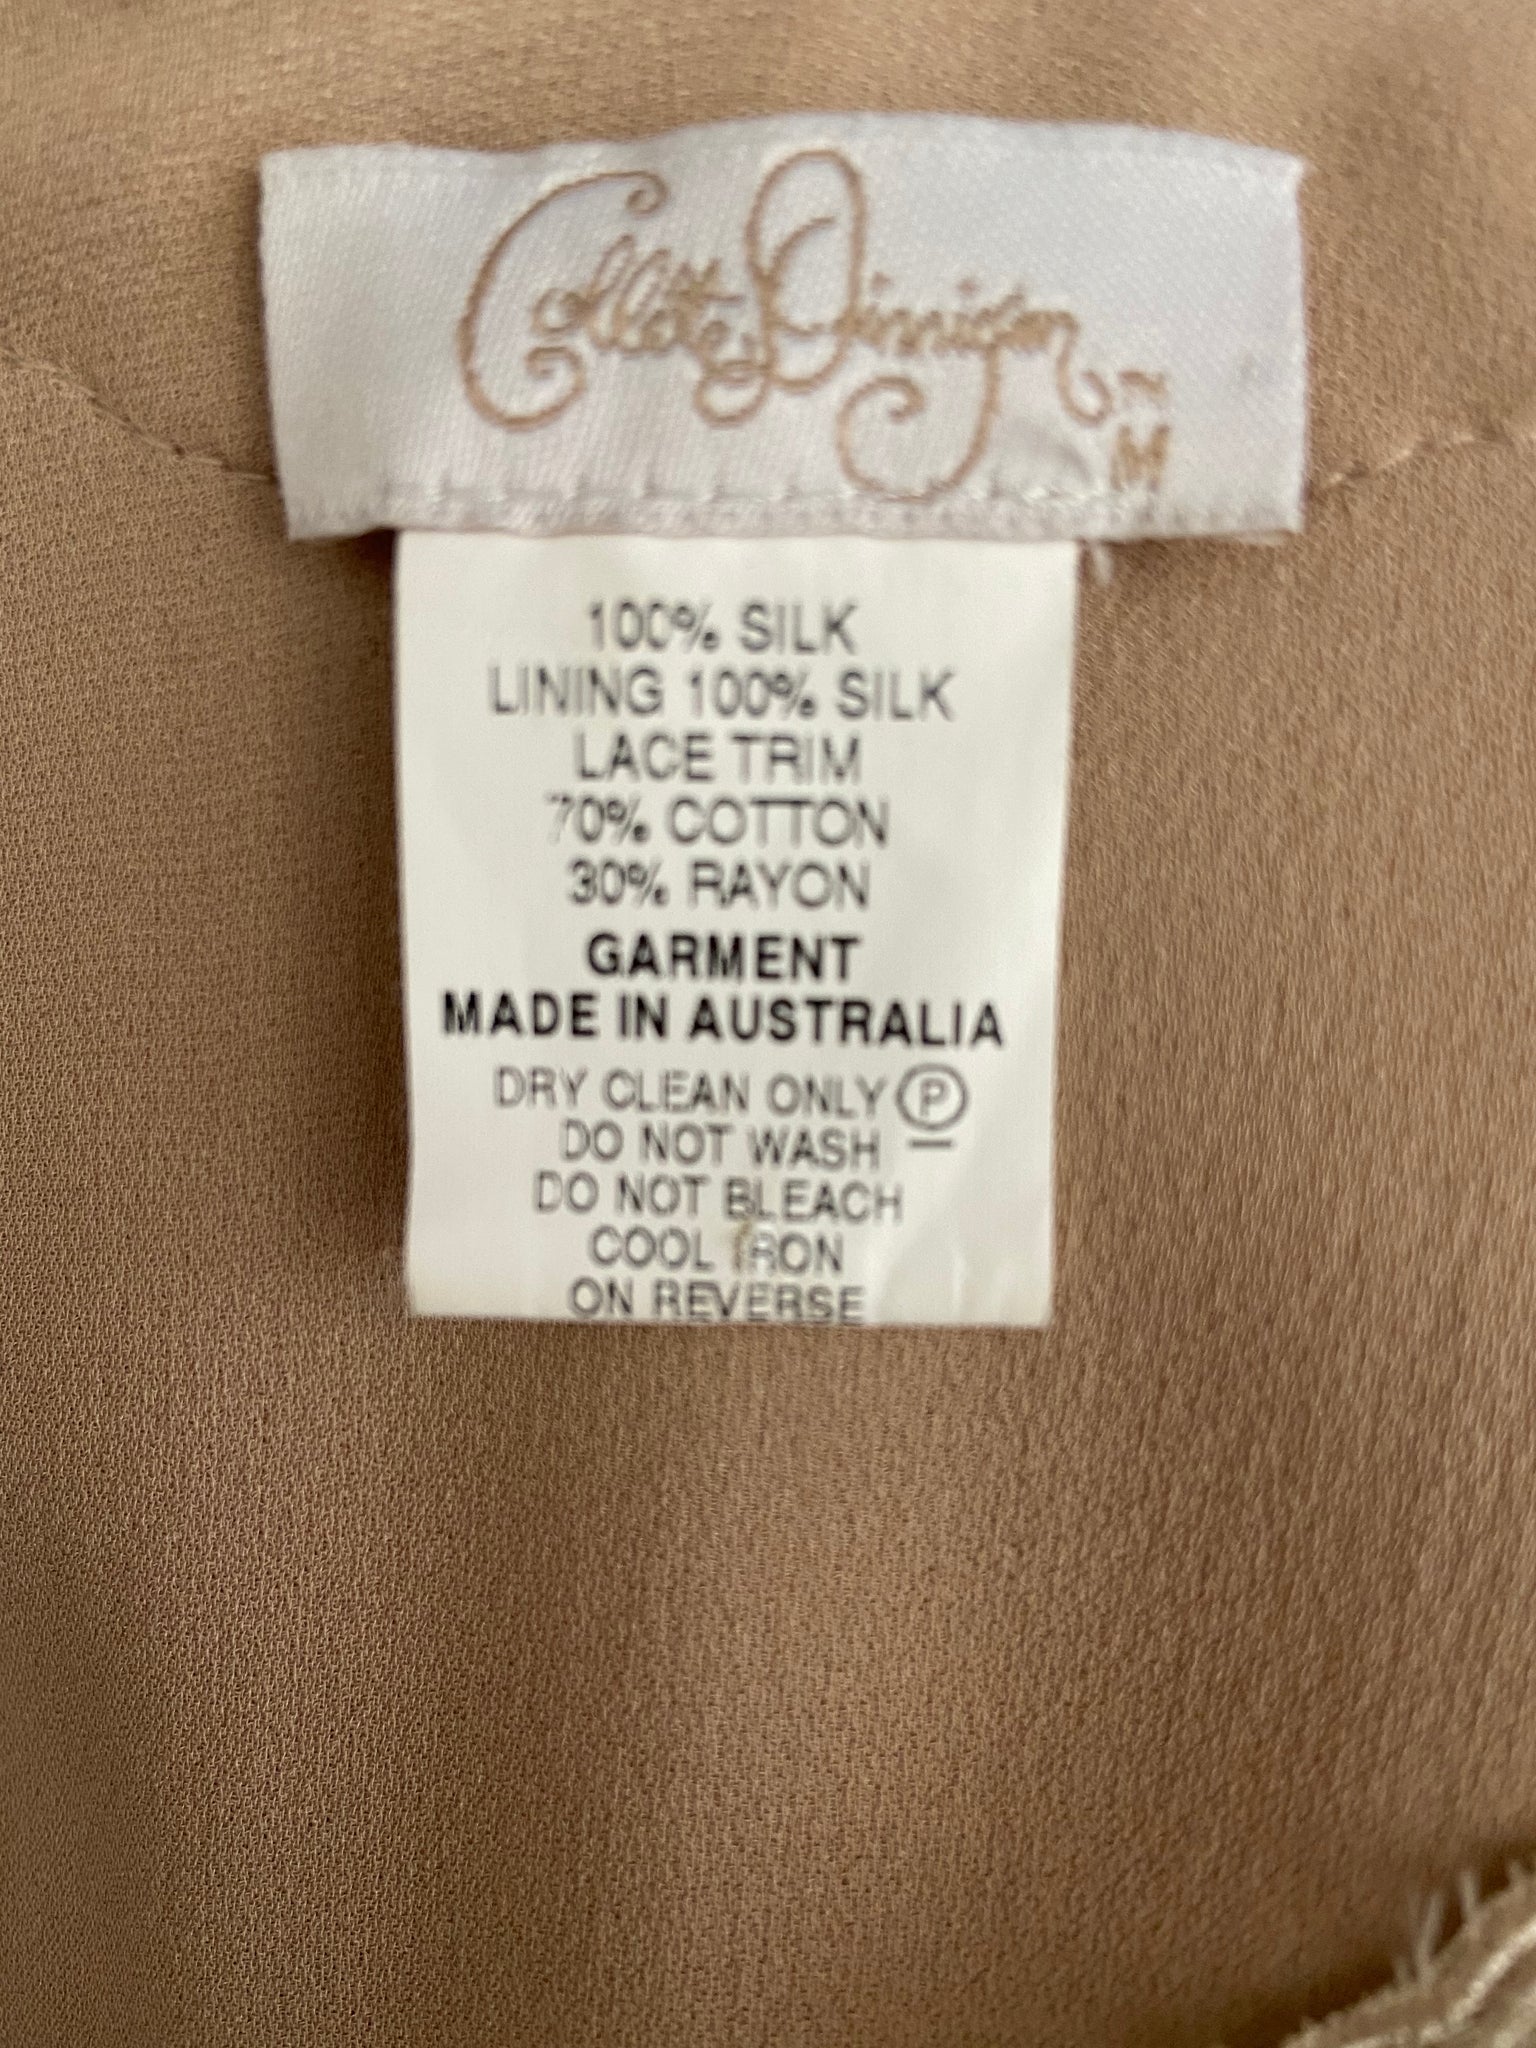 Collette Dinnigan ™
M
100% SILK
LINING 100% SILK
LACE TRIM
70% COTTON
30% RAYON
GARMENT
MADE IN AUSTRALIA
DRY CLEAN ONLY Ⓟ
DO NOT WASH
DO NOT BLEACH
COOL IRON
ON REVERSE